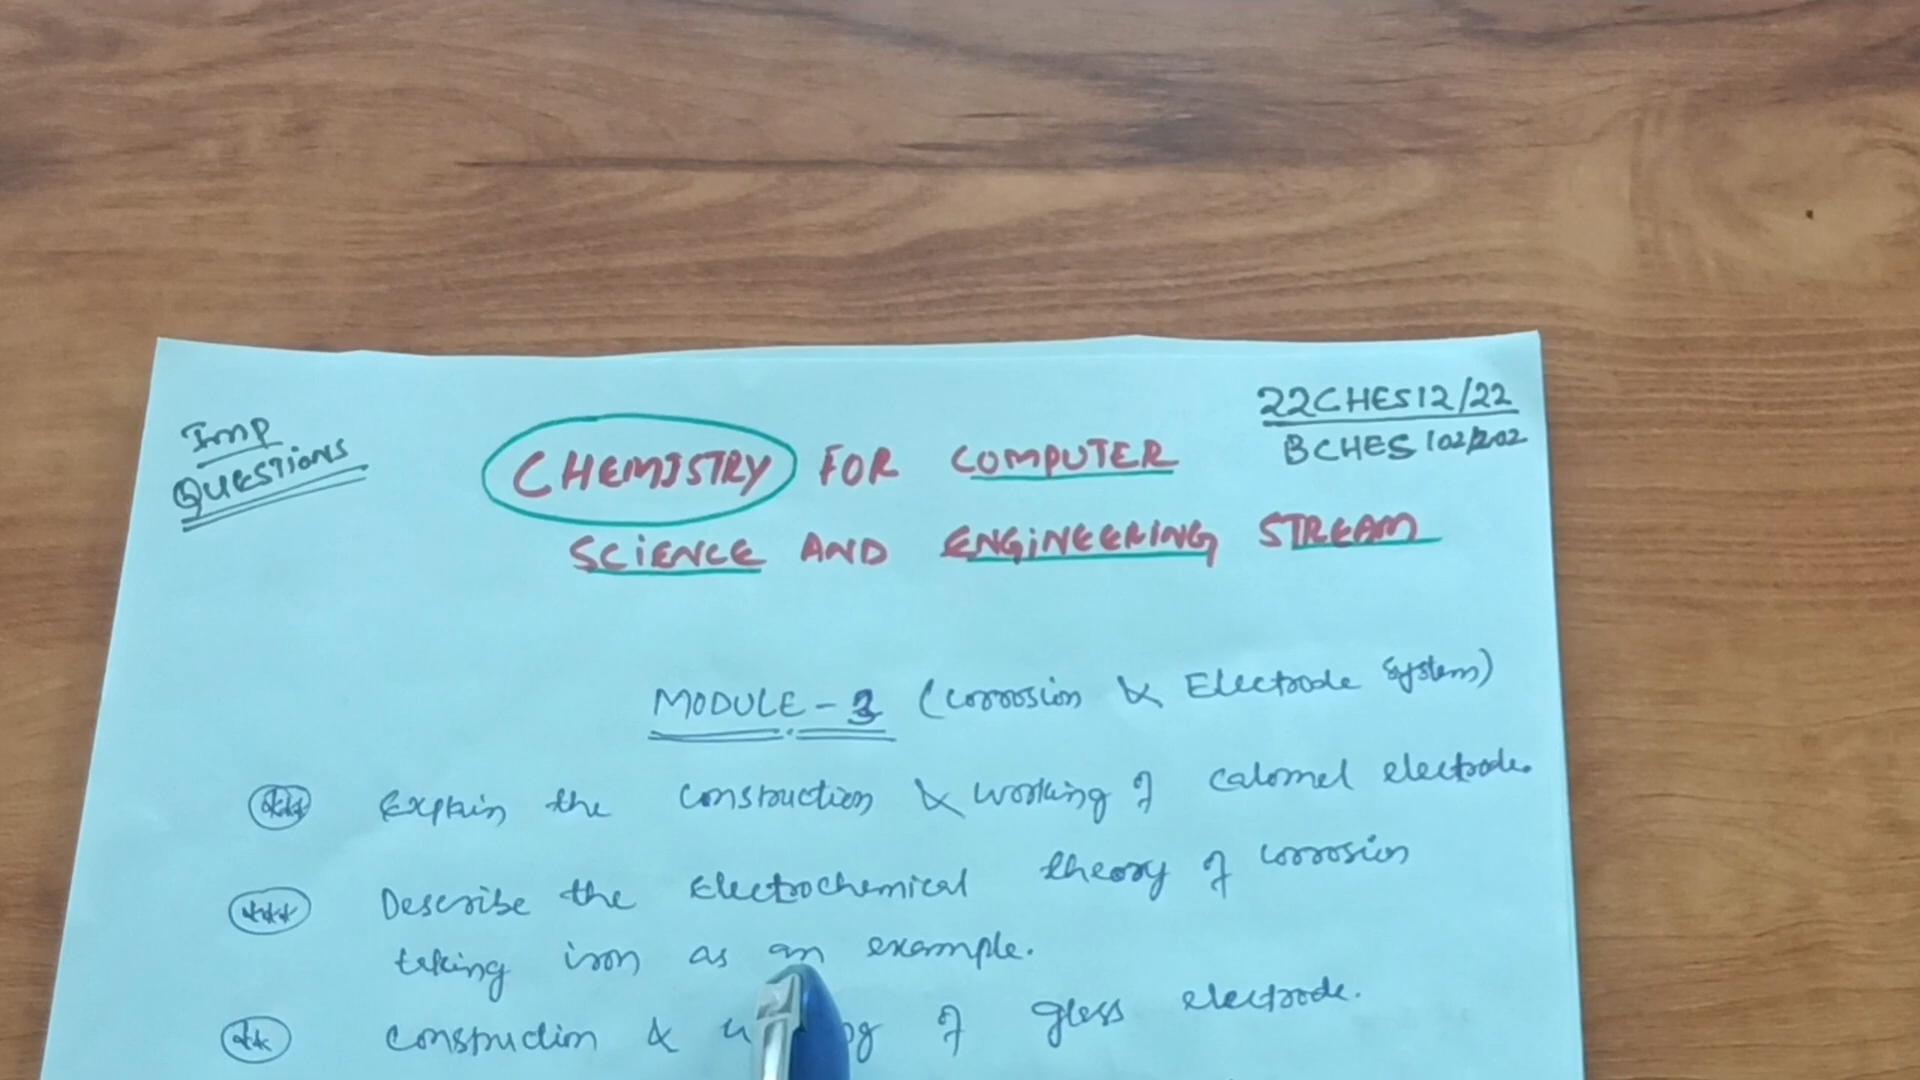 Imp
QUESTIONS
22CHES12/22
BCHES 102/202
CHEMISTRY FOR COMPUTER
SCIENCE AND ENGINEERING STREAM
MODULE - 3 (Corrosion & Electrode System)
*** Explain the construction & working of calomel electrode.
*** Describe the Electrochemical theory of corrosion
taking iron as an example.
** Construction & of glass electrode.